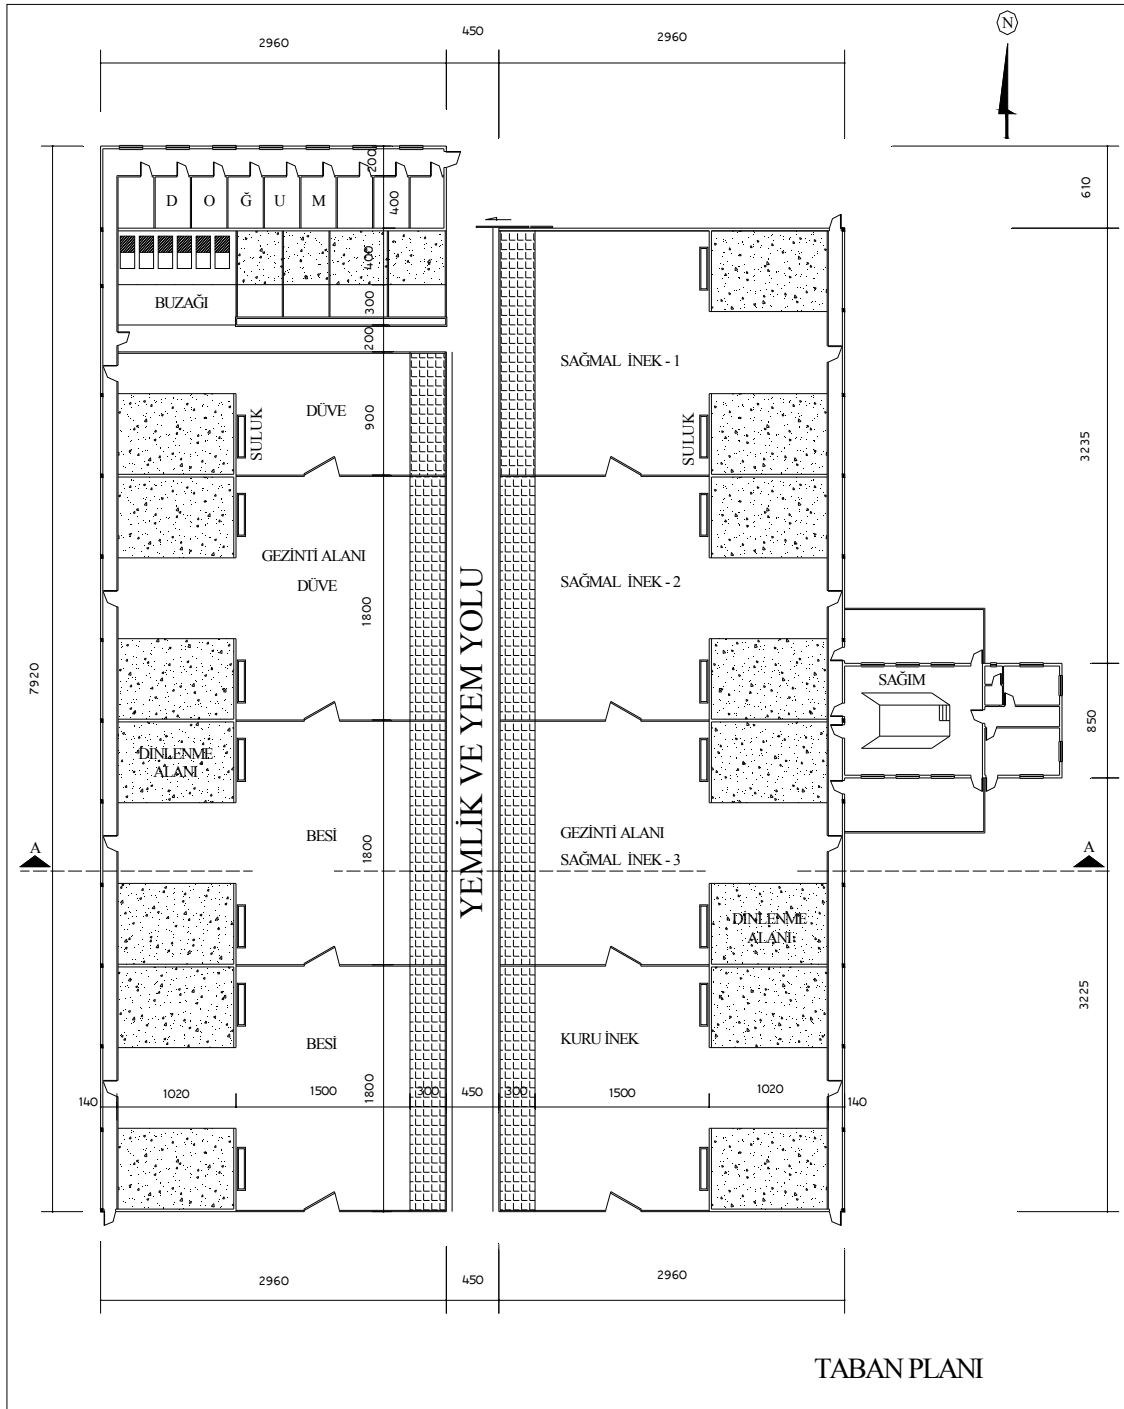 450
2960
2960
N
200
610
D O Ğ U M
400
400
BUZAĞI
300
200
SAĞMAL İNEK - 1
DÜVE
900
SULUK
SULUK
3235
GEZİNTİ ALANI
DÜVE
SAĞMAL İNEK - 2
1800
7920
YEMLİK VE YEM YOLU
SAĞIM
850
DİNLENME
ALANI
BESİ
1800
GEZİNTİ ALANI
SAĞMAL İNEK - 3
A
A
DİNLENME
ALANI
3225
BESİ
KURU İNEK
1800
140
1020
1500
300
450
300
1500
1020
140
2960
450
2960
TABAN PLANI